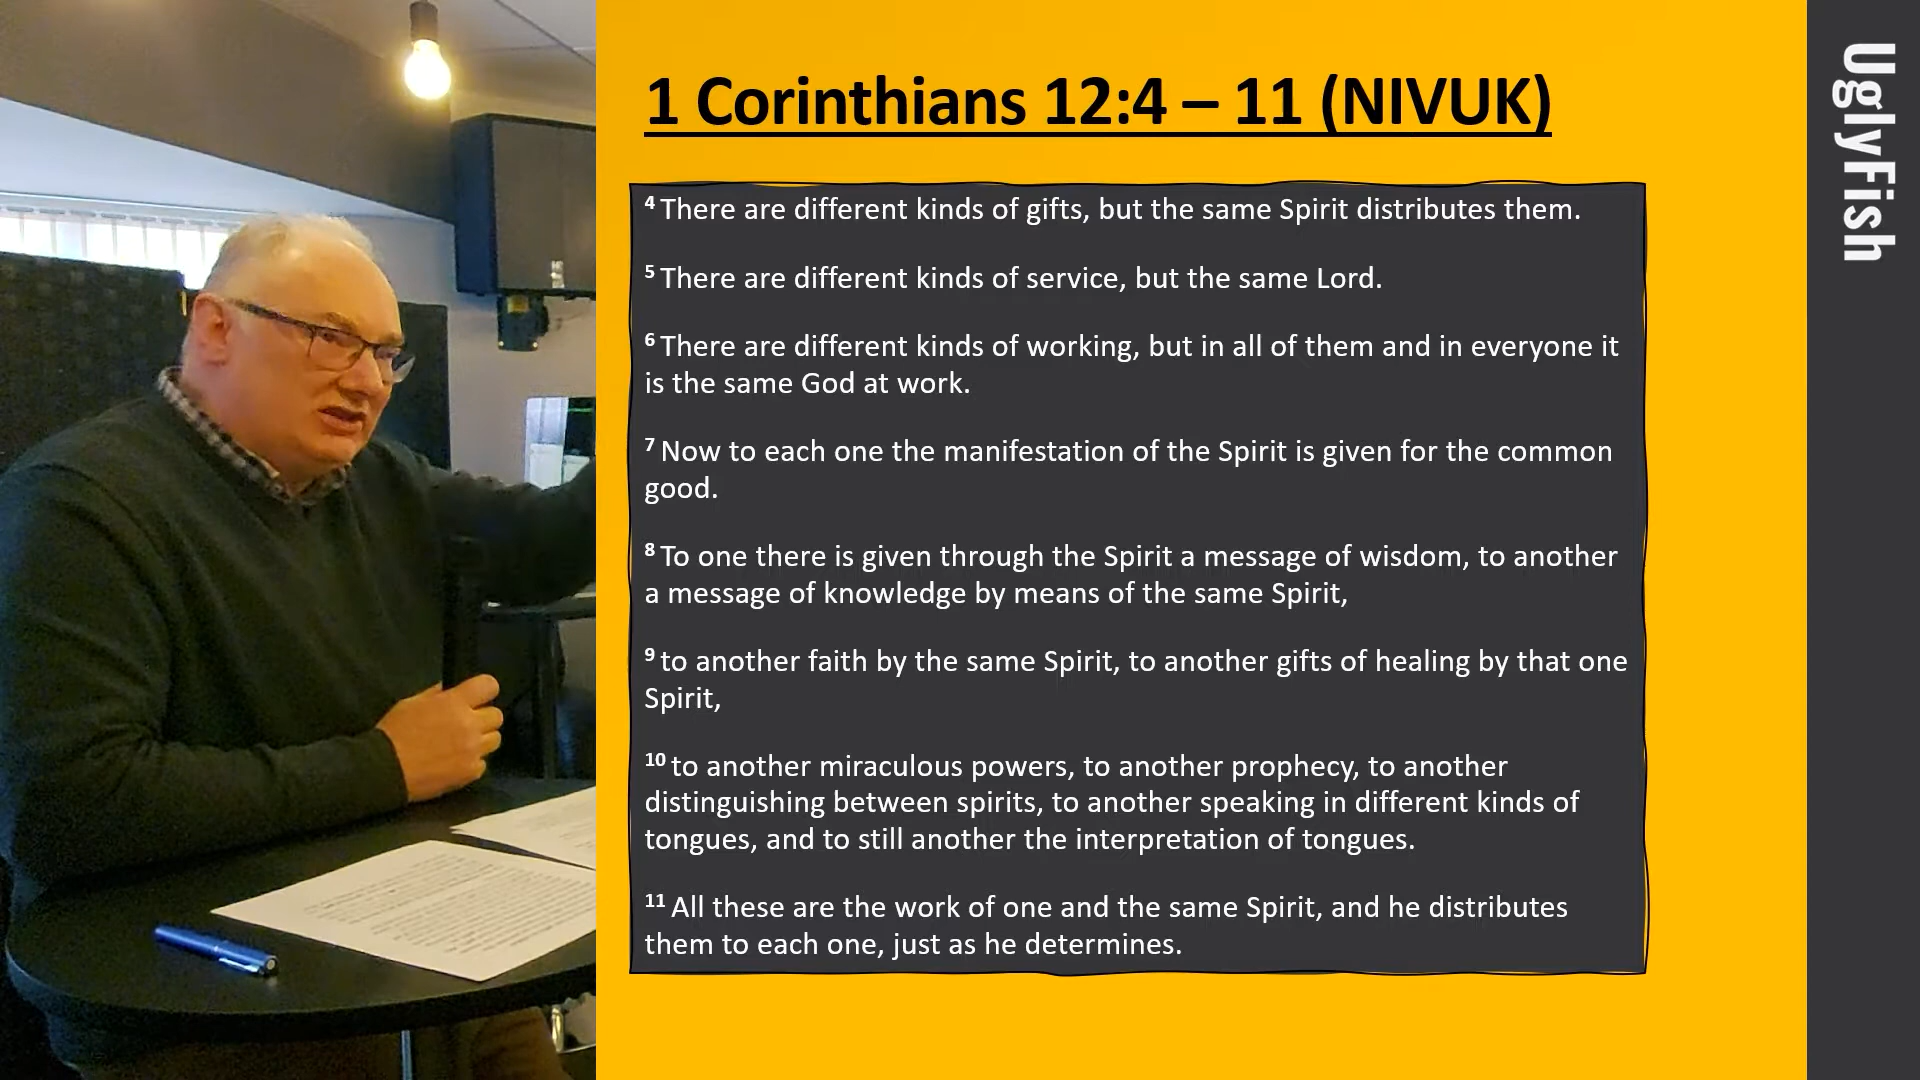 1 Corinthians 12:4 – 11 (NIVUK)
4 There are different kinds of gifts, but the same Spirit distributes them.
5 There are different kinds of service, but the same Lord.
6 There are different kinds of working, but in all of them and in everyone it
is the same God at work.
7 Now to each one the manifestation of the Spirit is given for the common
good.
8 To one there is given through the Spirit a message of wisdom, to another
a message of knowledge by means of the same Spirit,
9 to another faith by the same Spirit, to another gifts of healing by that one
Spirit,
10 to another miraculous powers, to another prophecy, to another
distinguishing between spirits, to another speaking in different kinds of
tongues, and to still another the interpretation of tongues.
11 All these are the work of one and the same Spirit, and he distributes
them to each one, just as he determines.
UglyFish